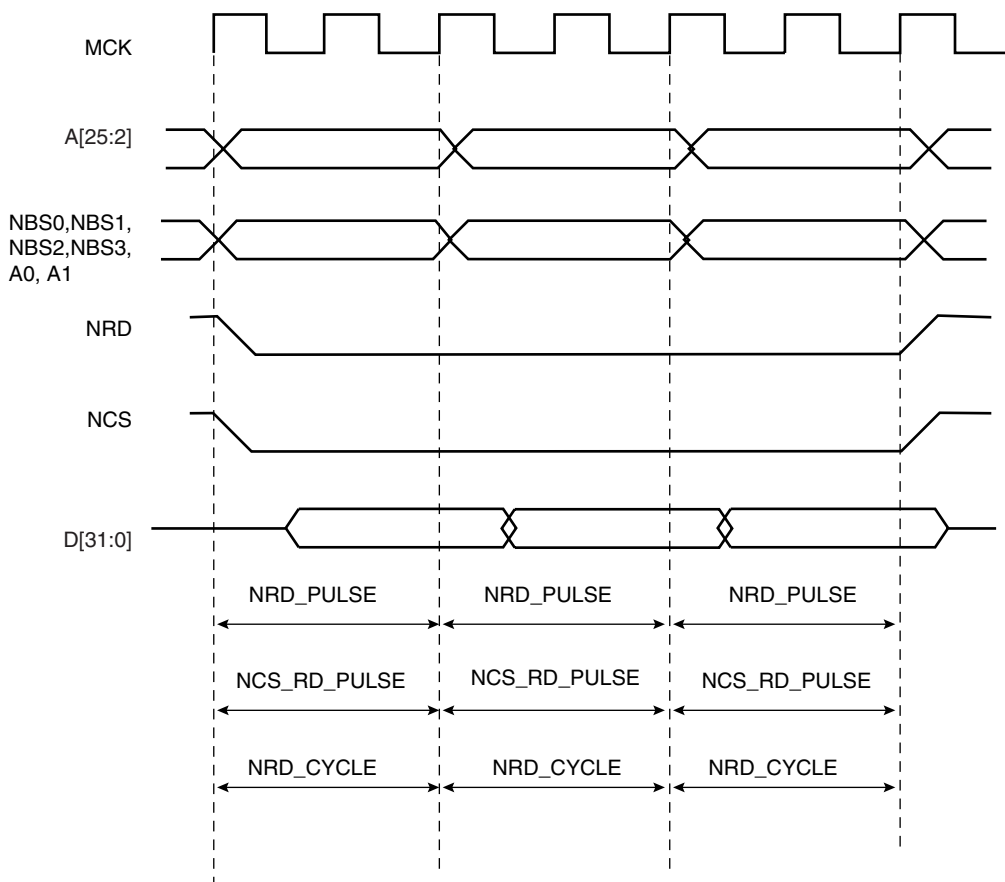 MCK
A[25:2]
NBS0,NBS1,
NBS2,NBS3,
A0, A1
NRD
NCS
D[31:0]
NRD_PULSE NRD_PULSE NRD_PULSE
NCS_RD_PULSE NCS_RD_PULSE NCS_RD_PULSE
NRD_CYCLE NRD_CYCLE NRD_CYCLE